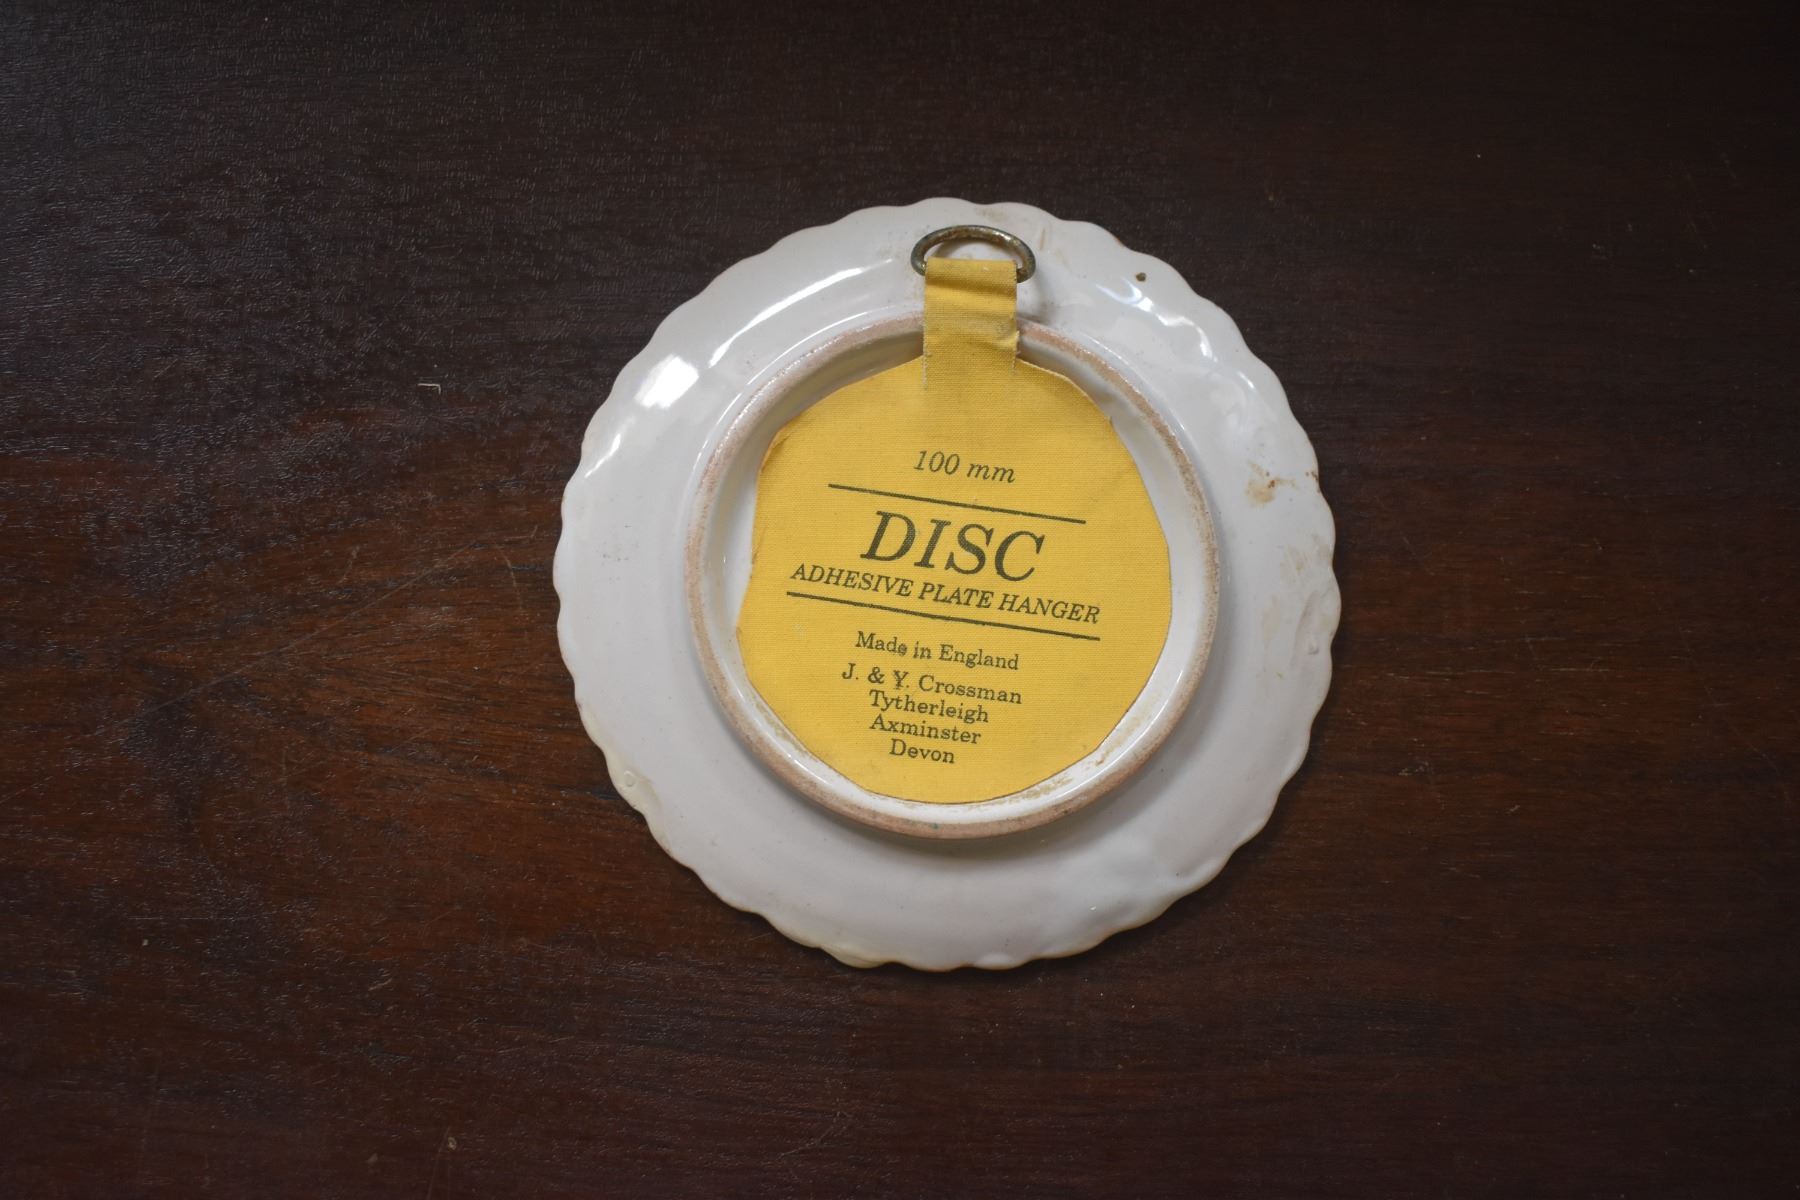 100 mm
DISC
ADHESIVE PLATE HANGER
Made in England
J. & Y. Crossman
Tytherleigh
Axminster
Devon